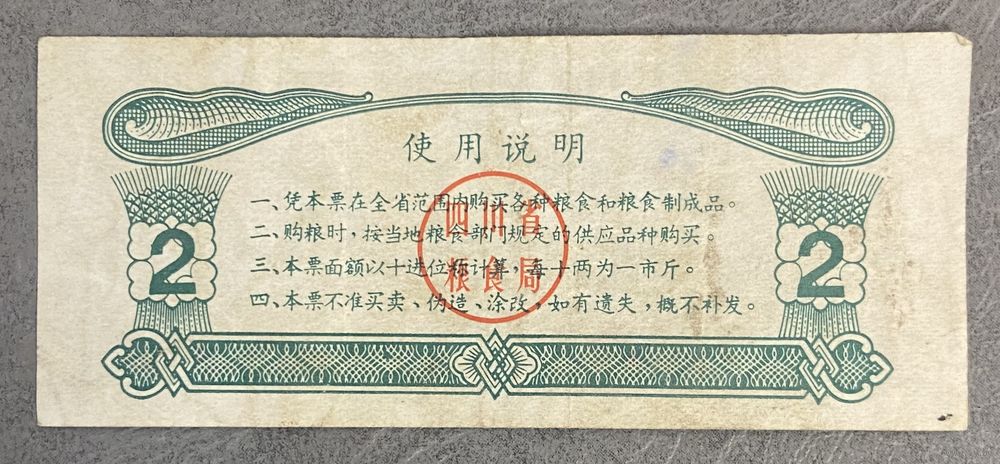 使用说明
一、凭本票在全省范围内购买各种粮食和粮食制成品。
二、购粮时，按当地粮食部门规定的供应品种购买。
三、本票面额以十进位称计算，每十两为一市斤。
四、本票不准买卖、伪造、涂改，如有遗失，概不补发。
四川省
粮食局
2
2